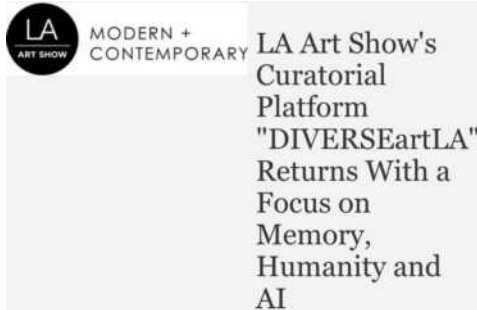 LA
ART SHOW
MODERN +
CONTEMPORARY
LA Art Show's
Curatorial
Platform
"DIVERSEartLA"
Returns With a
Focus on
Memory,
Humanity and
AI